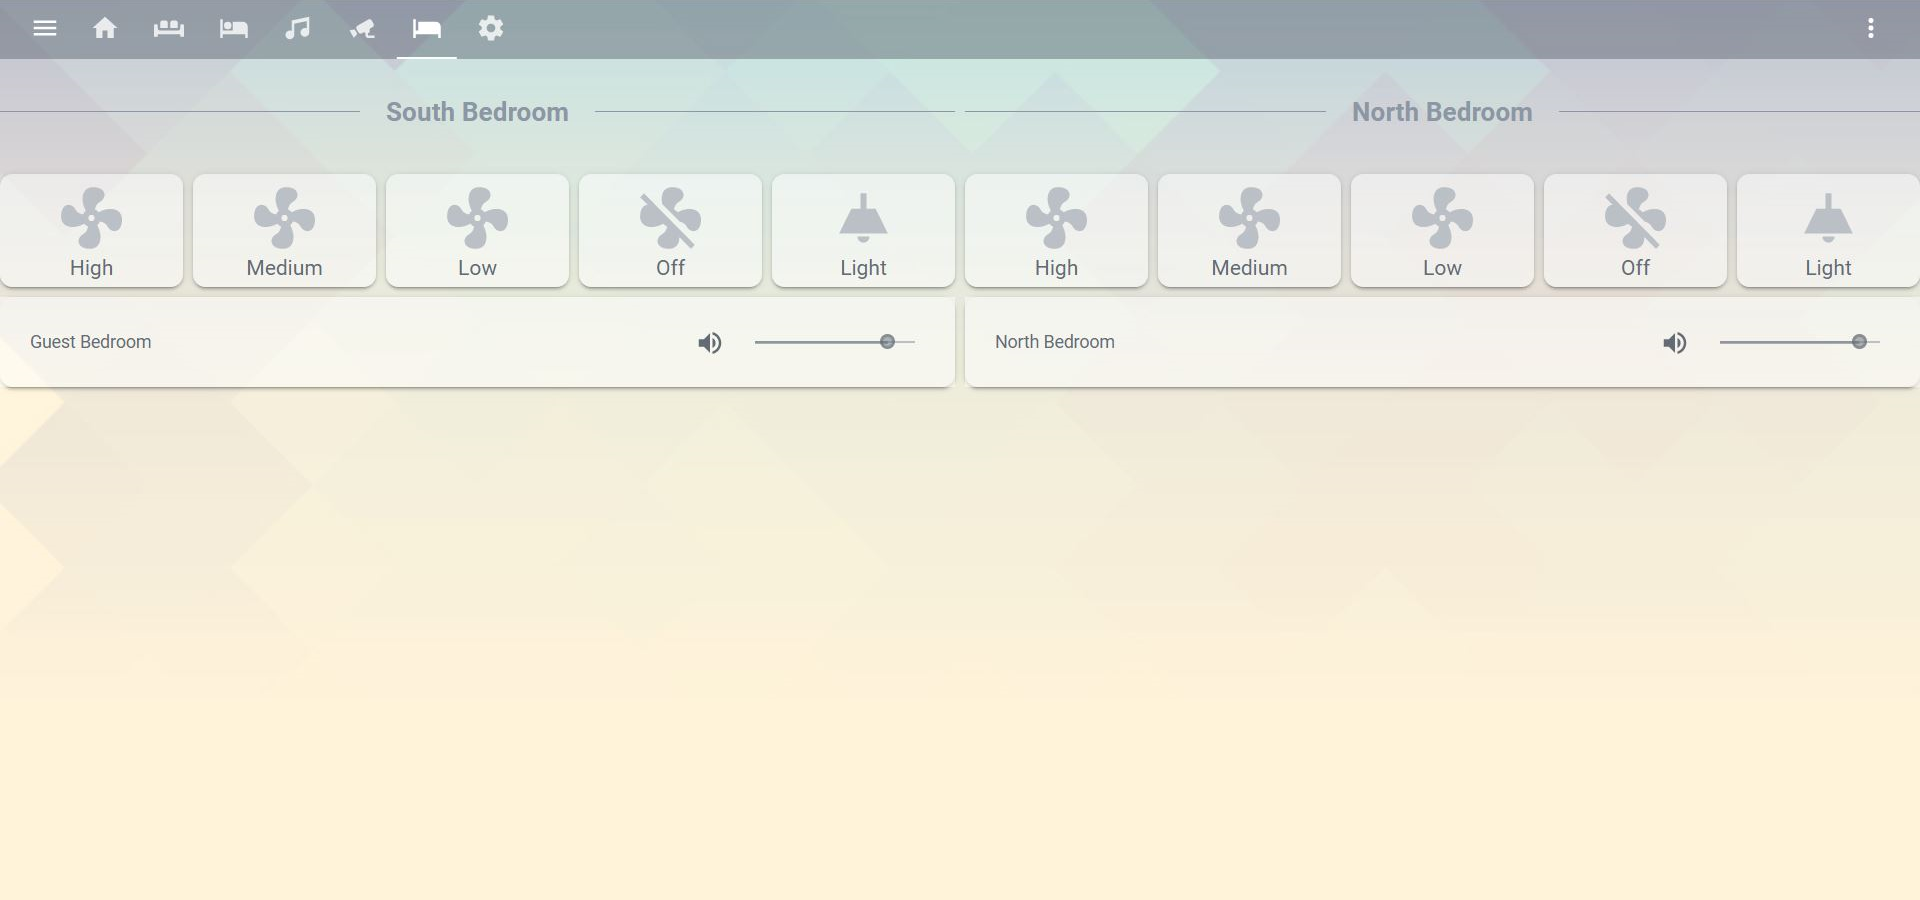 South Bedroom
North Bedroom
High
Medium
Low
Off
Light
High
Medium
Low
Off
Light
Guest Bedroom
North Bedroom